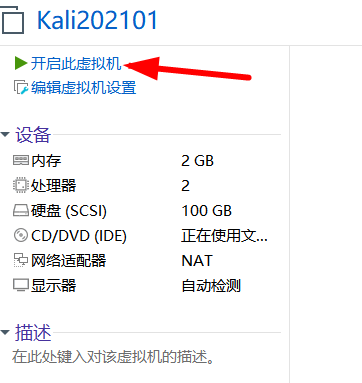 Kali202101
开启此虚拟机
编辑虚拟机设置
设备
内存 2 GB
处理器 2
硬盘 (SCSI) 100 GB
CD/DVD (IDE) 正在使用文...
网络适配器 NAT
显示器 自动检测
描述
在此处键入对该虚拟机的描述。